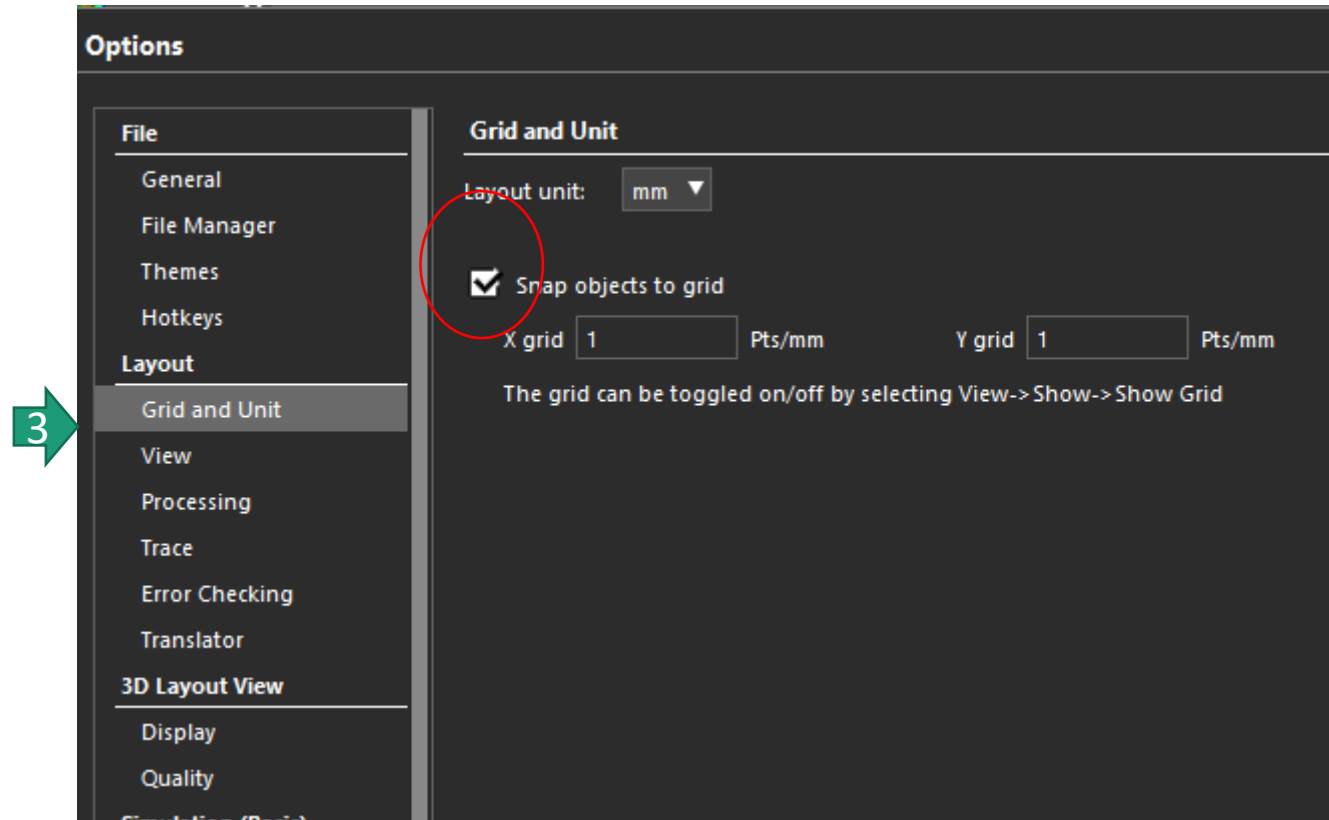 Options
File
General
File Manager
Themes
Hotkeys
Layout
Grid and Unit
View
Processing
Trace
Error Checking
Translator
3D Layout View
Display
Quality
Grid and Unit
Layout unit: mm
Snap objects to grid
X grid 1 Pts/mm Y grid 1 Pts/mm
The grid can be toggled on/off by selecting View->Show->Show Grid
3